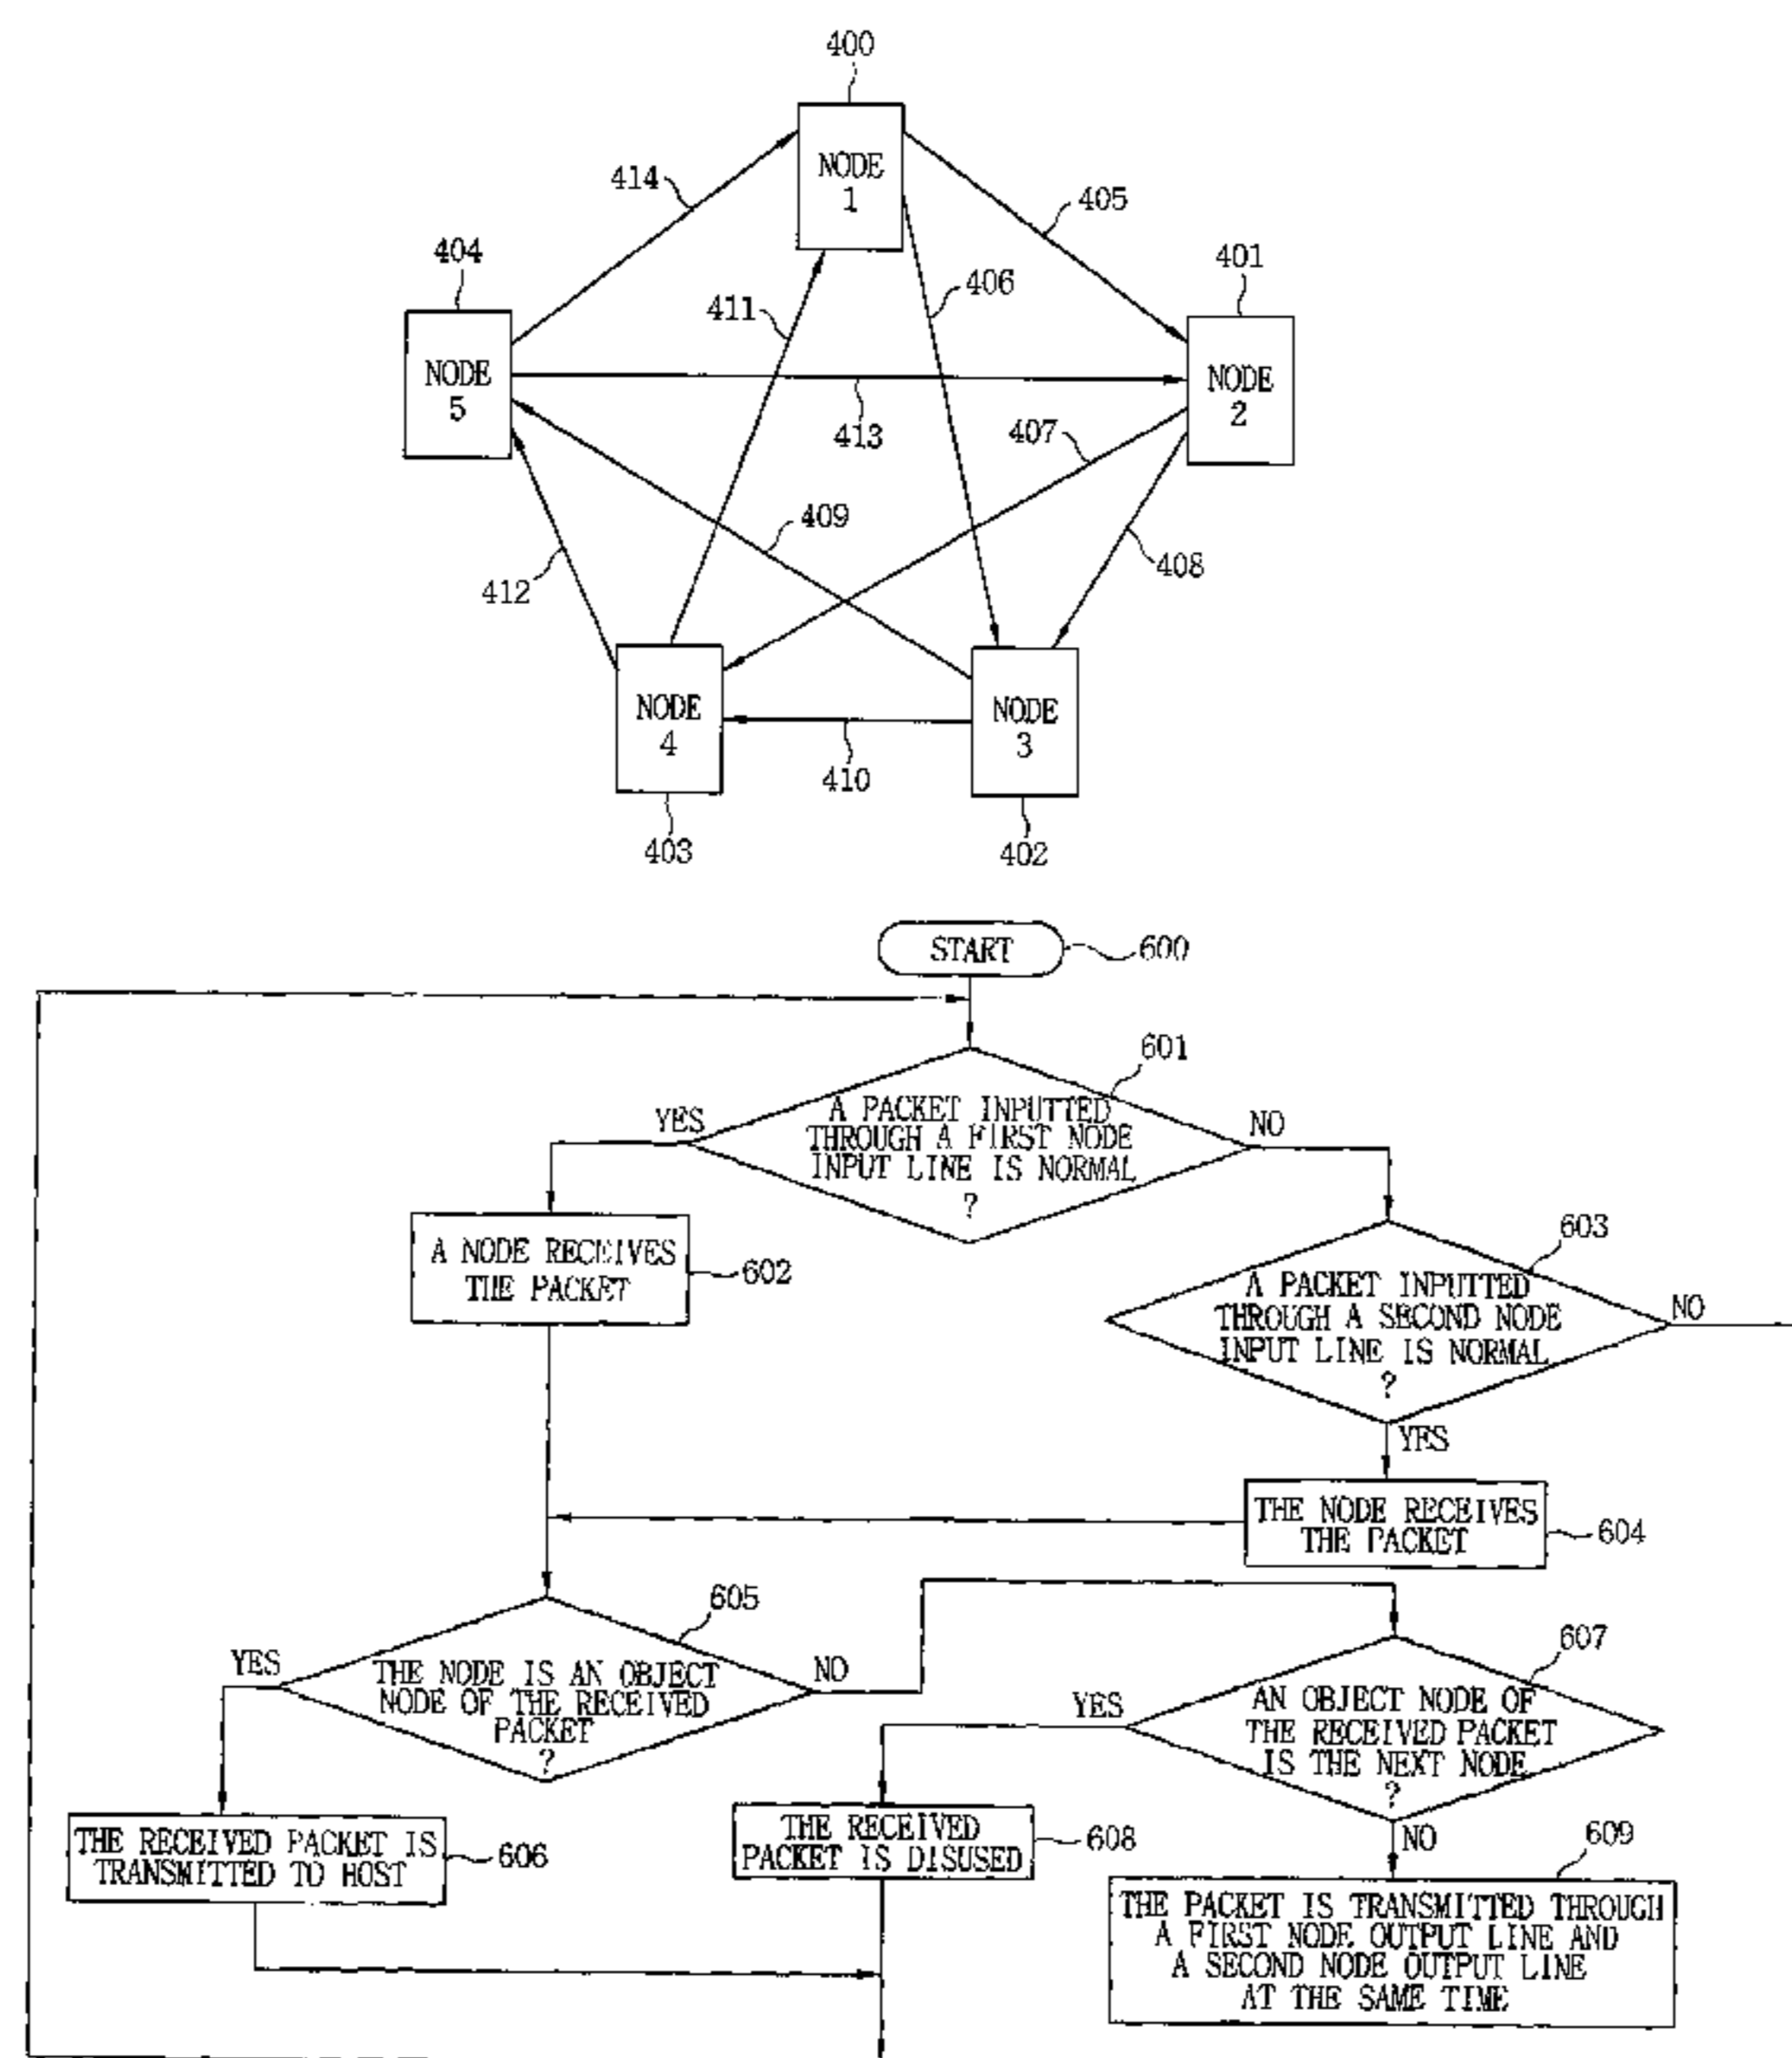 400
NODE
1
414
405
404
401
411
406
NODE
5
NODE
2
413
407
409
408
412
NODE
4
NODE
3
410
403
402
START
600
601
YES
A PACKET INPUTTED
THROUGH A FIRST NODE
INPUT LINE IS NORMAL
?
NO
603
A NODE RECEIVES
THE PACKET
602
A PACKET INPUTTED
THROUGH A SECOND NODE
INPUT LINE IS NORMAL
?
NO
YES
THE NODE RECEIVES
THE PACKET
604
605
YES
THE NODE IS AN OBJECT
NODE OF THE RECEIVED
PACKET
?
NO
607
YES
AN OBJECT NODE OF
THE RECEIVED PACKET
IS THE NEXT NODE
?
THE RECEIVED PACKET IS
TRANSMITTED TO HOST
606
THE RECEIVED
PACKET IS DISUSED
608
NO
609
THE PACKET IS TRANSMITTED THROUGH
A FIRST NODE OUTPUT LINE AND
A SECOND NODE OUTPUT LINE
AT THE SAME TIME